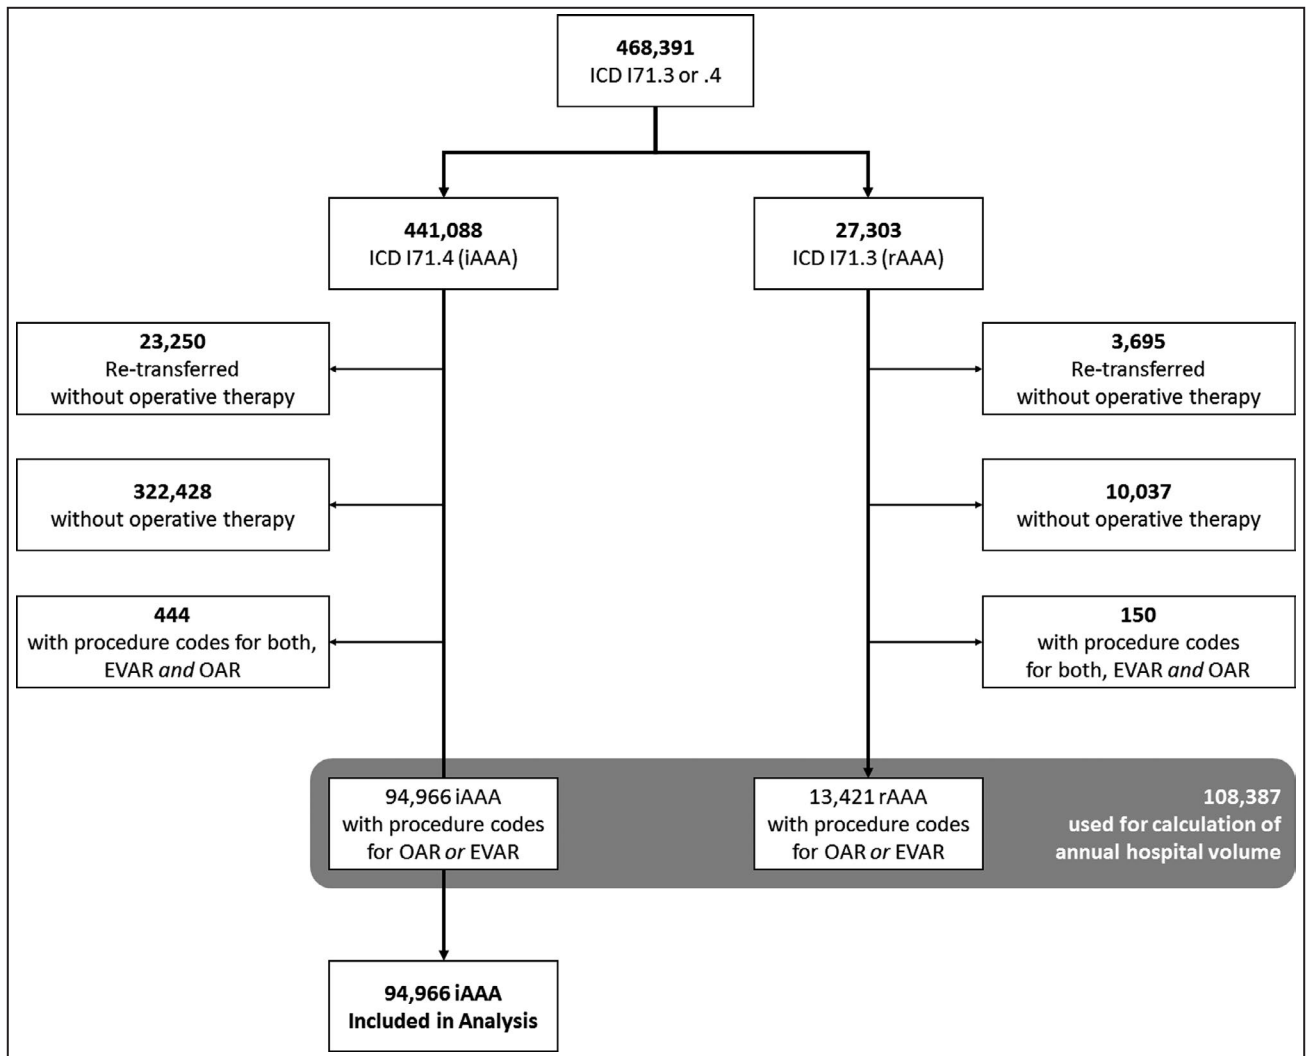 468,391
ICD I71.3 or .4
441,088
ICD I71.4 (iAAA)
27,303
ICD I71.3 (rAAA)
23,250
Re-transferred
without operative therapy
3,695
Re-transferred
without operative therapy
322,428
without operative therapy
10,037
without operative therapy
444
with procedure codes for both,
EVAR and OAR
150
with procedure codes
for both, EVAR and OAR
94,966 iAAA
with procedure codes
for OAR or EVAR
13,421 rAAA
with procedure codes
for OAR or EVAR
108,387
used for calculation of
annual hospital volume
94,966 iAAA
Included in Analysis